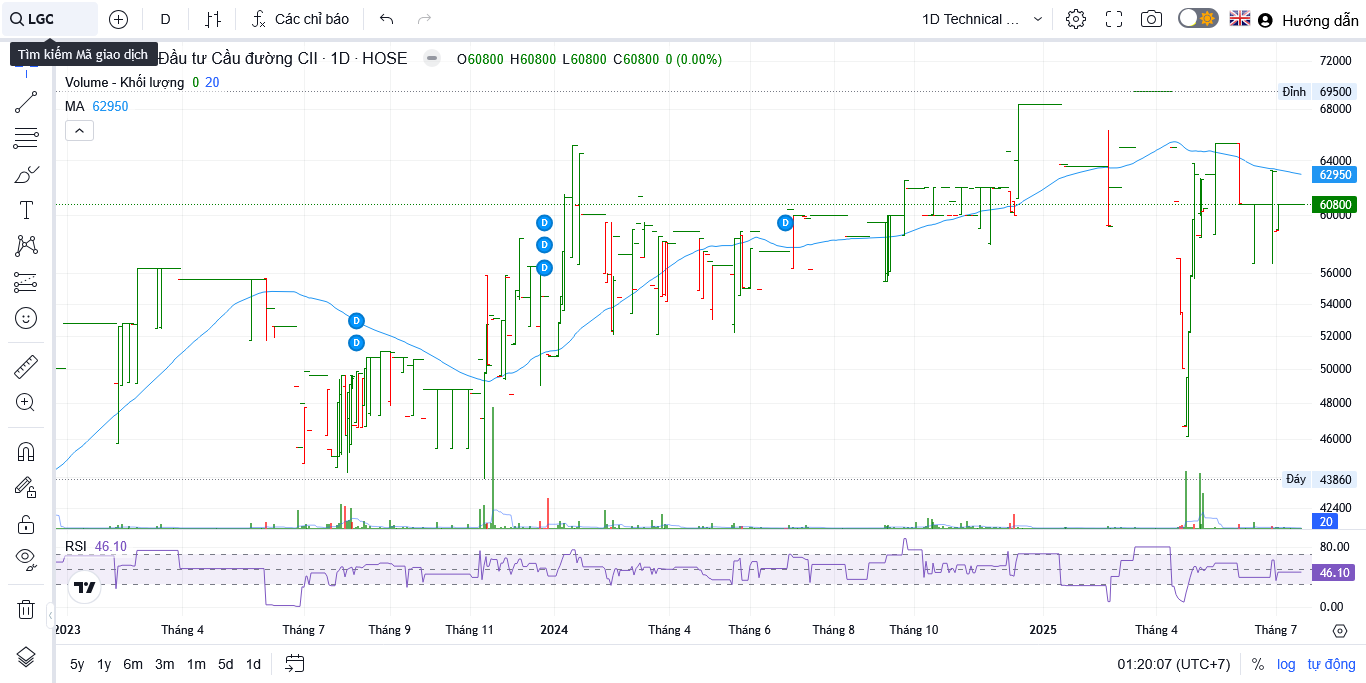 LGC D Các chỉ báo 1D Technical ... Hướng dẫn
Tìm kiếm Mã giao dịch Đầu tư Cầu đường CII · 1D · HOSE O60800 H60800 L60800 C60800 0 (0.00%)
Volume - Khối lượng 0 20
MA 62950
72000
Đỉnh 69500
68000
64000
62950
60800
60000
56000
54000
52000
50000
48000
46000
Đáy 43860
42400
20
D
D
D
D
D
D
RSI 46.10
80.00
46.10
0.00
2023 Tháng 4 Tháng 7 Tháng 9 Tháng 11 2024 Tháng 4 Tháng 6 Tháng 8 Tháng 10 2025 Tháng 4 Tháng 7
5y 1y 6m 3m 1m 5d 1d 01:20:07 (UTC+7) % log tự động